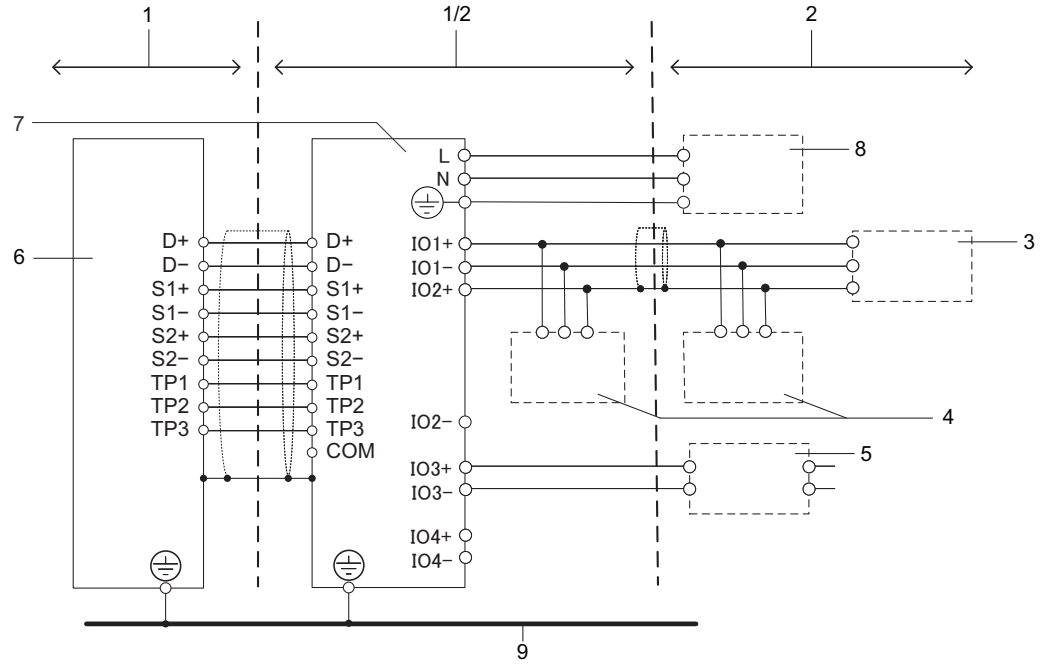 1
1/2
2
7
L
N
8
6
D+
D−
S1+
S1−
S2+
S2−
TP1
TP2
TP3
D+
D−
S1+
S1−
S2+
S2−
TP1
TP2
TP3
COM
IO1+
IO1−
IO2+
IO2−
IO3+
IO3−
IO4+
IO4−
3
4
5
9